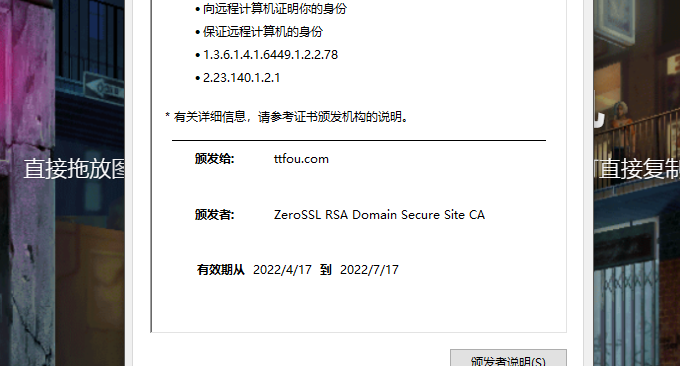 • 向远程计算机证明你的身份
• 保证远程计算机的身份
• 1.3.6.1.4.1.6449.1.2.2.78
• 2.23.140.1.2.1
* 有关详细信息，请参考证书颁发机构的说明。
颁发给: ttfou.com
直接拖放图
直接复制
颁发者: ZeroSSL RSA Domain Secure Site CA
有效期从 2022/4/17 到 2022/7/17
颁发者说明(S)